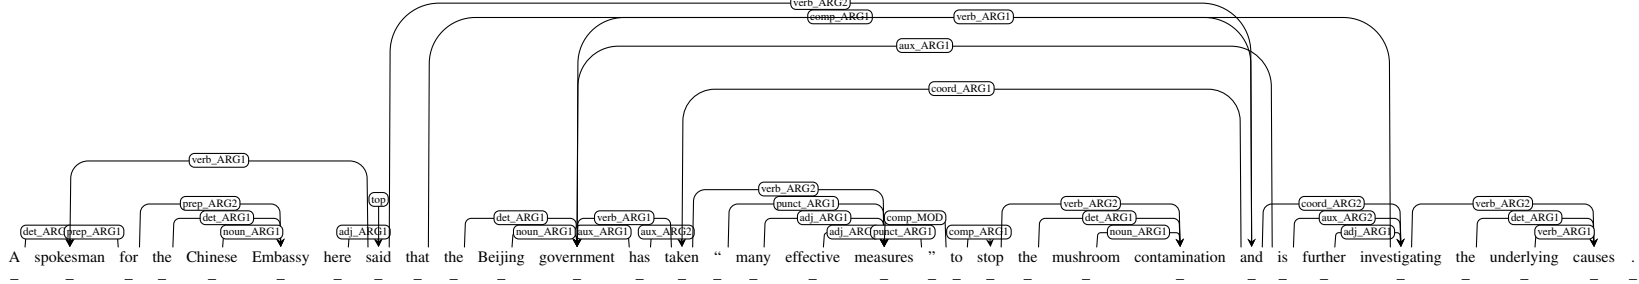 verb_ARG2
comp_ARG1 verb_ARG1
aux_ARG1
coord_ARG1
verb_ARG1
verb_ARG2
top prep_ARG2 punct_ARG1 verb_ARG2 coord_ARG2 verb_ARG2
det_ARG1 det_ARG1 verb_ARG1 adj_ARG1 comp_MOD det_ARG1 aux_ARG2 det_ARG1
prep_ARG1 noun_ARG1 adj_ARG1 noun_ARG1 aux_ARG1 aux_ARG2 punct_ARG1 comp_ARG1 noun_ARG1 adj_ARG1 verb_ARG1
A spokesman for the Chinese Embassy here said that the Beijing government has taken “ many effective measures ” to stop the mushroom contamination and is further investigating the underlying causes .
_ _ _ _ _ _ _ _ _ _ _ _ _ _ _ _ _ _ _ _ _ _ _ _ _ _ _ _ _ _ _ _ _